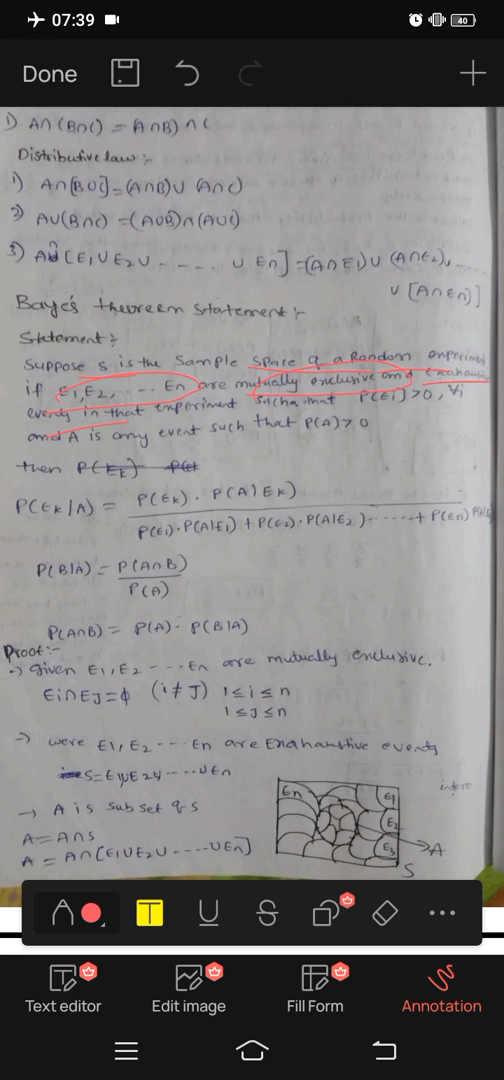 07:39
40
Done
1). A∩(B∩C) = (A∩B)∩C
Distributive law :-
1) A∩[BUC]=(A∩B)∪(A∩C)
2) A∪(B∩C) =(A∪B)∩(A∪C)
3) A∩[E1∪E2∪ - - - - . . . . ∪ En]=(A∩E1)∪(A∩E2), . . . .
∪[A∩En)]
Baye's theorem statement :-
Statement :-
Suppose s is the sample space of a Random experiment
if E1,E2, - - - . En are mutually exclusive and exahaus
events in that experiment sucha that P(Ei)>0, ∀i
and A is any event such that P(A)>0
then P(
P(EK|A) = P(EK) . P(A|EK)
P(E1).P(A|E1) + P(E2).P(A|E2) - - - - - - + P(En)
P(B|A) = P(A∩B)
P(A)
P(A∩B) = P(A). P(B|A)
Proof :-
-> given E1,E2 - - - . En are mutually exclusive.
Ei∩EJ=ϕ (i≠J) 1≤i≤n
1≤J≤n
-> were E1,E2 - - - . En are Exahaustive events
S=E1∪E2∪ - - - - - ∪En
En
E1
-> A is sub set of s
E2
A=A∩S
E3
A
A = A∩[E1∪E2∪ - - - - - ∪En]
S
T
U
S
Text editor
Edit image
Fill Form
Annotation